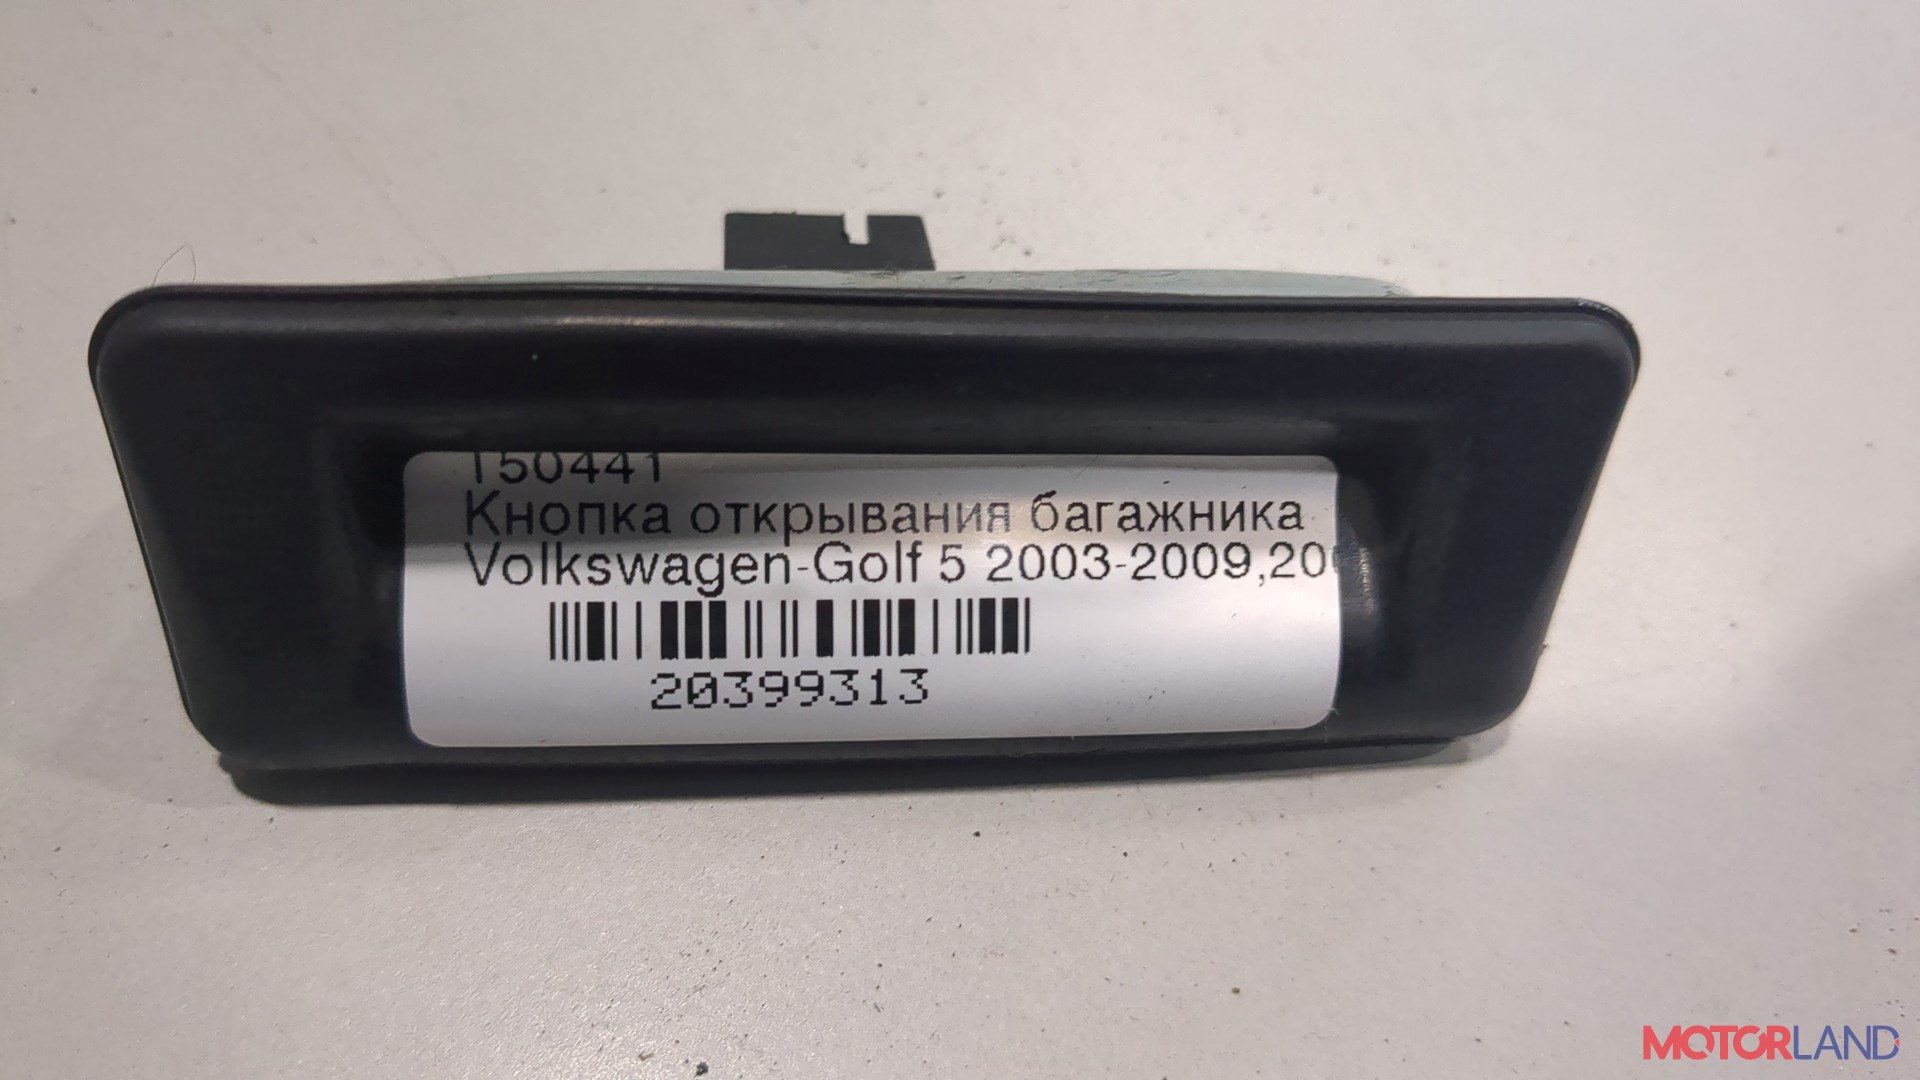 150441
Кнопка открывания багажника
Volkswagen-Golf 5 2003-2009,20
20399313
MOTORLAND